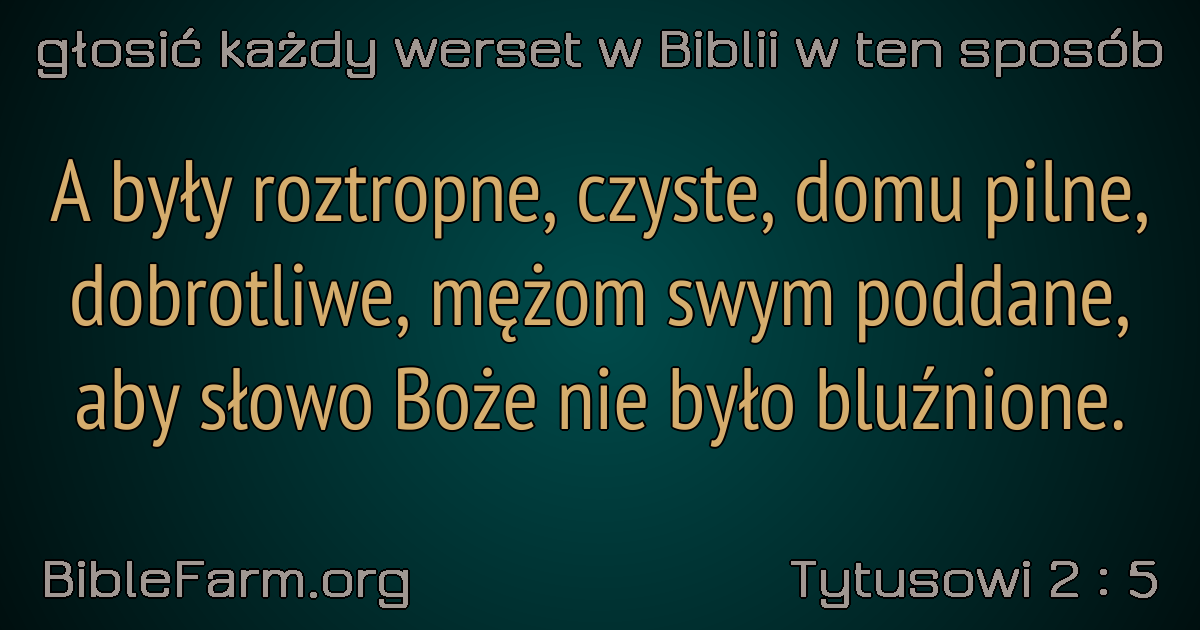 głosić każdy werset w Biblii w ten sposób
A były roztropne, czyste, domu pilne,
dobrotliwe, mężom swym poddane,
aby słowo Boże nie było bluźnione.
BibleFarm.org
Tytusowi 2 : 5